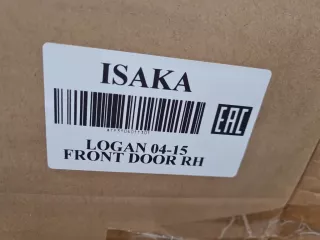 ISAKA
EAC
LOGAN 04-15
FRONT DOOR RH